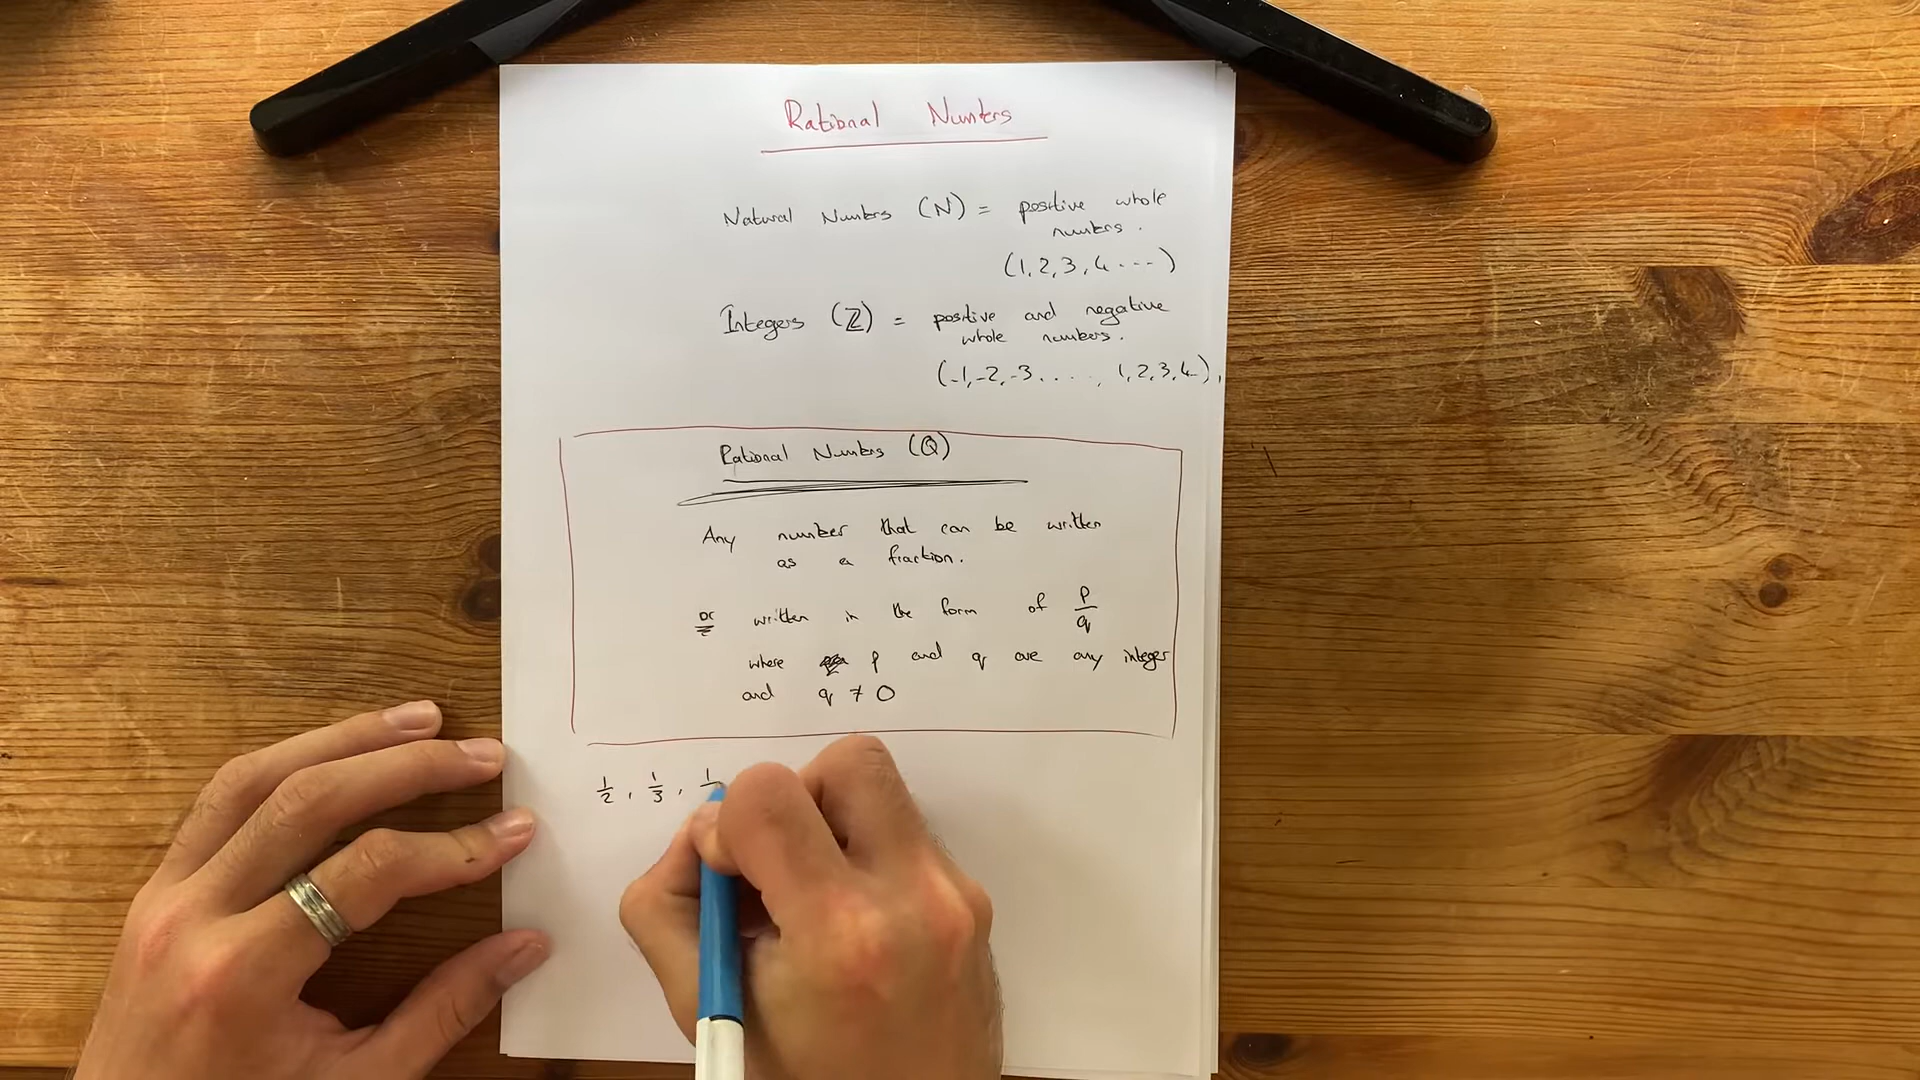 Rational Numbers
Natural Numbers (N) = positive whole
numbers.
(1, 2, 3, 4 ....)
Integers (ℤ) = positive and negative
whole numbers.
(-1, -2, -3 . . . . , 1, 2, 3, 4..) ,
Rational Numbers (Q)
Any number that can be written
as a fraction.
or written in the form of p/q
where p and q are any integer
and q ≠ 0
1/2 , 1/3 , 1/